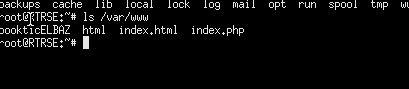 backups  cache  lib  local  lock  log  mail  opt  run  spool  tmp
root@RTRSE:~# ls /var/www
bookticELBAZ  html  index.html  index.php
root@RTRSE:~#